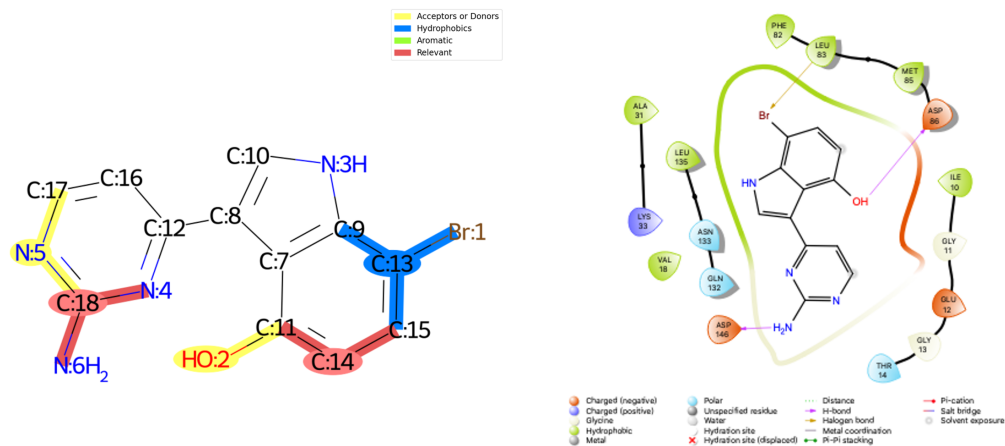 Acceptors or Donors
Hydrophobics
Aromatic
Relevant
C:10
N:3H
C:17
C:16
C:12
C:8
C:9
Br:1
N:5
C:13
C:7
C:18
N:4
C:11
C:15
HO:2
C:14
N:6H2
PHE
82
LEU
83
MET
85
ASP
86
ALA
31
Br
LEU
135
HN
OH
ILE
10
LYS
33
ASN
133
GLY
11
VAL
18
GLN
132
N
N
GLU
12
ASP
146
H2N
GLY
13
THR
14
Charged (negative)
Charged (positive)
Glycine
Hydrophobic
Metal
Polar
Unspecified residue
Water
Hydration site
Hydration site (displaced)
Distance
H-bond
Halogen bond
Metal coordination
Pi-Pi stacking
Pi-cation
Salt bridge
Solvent exposure